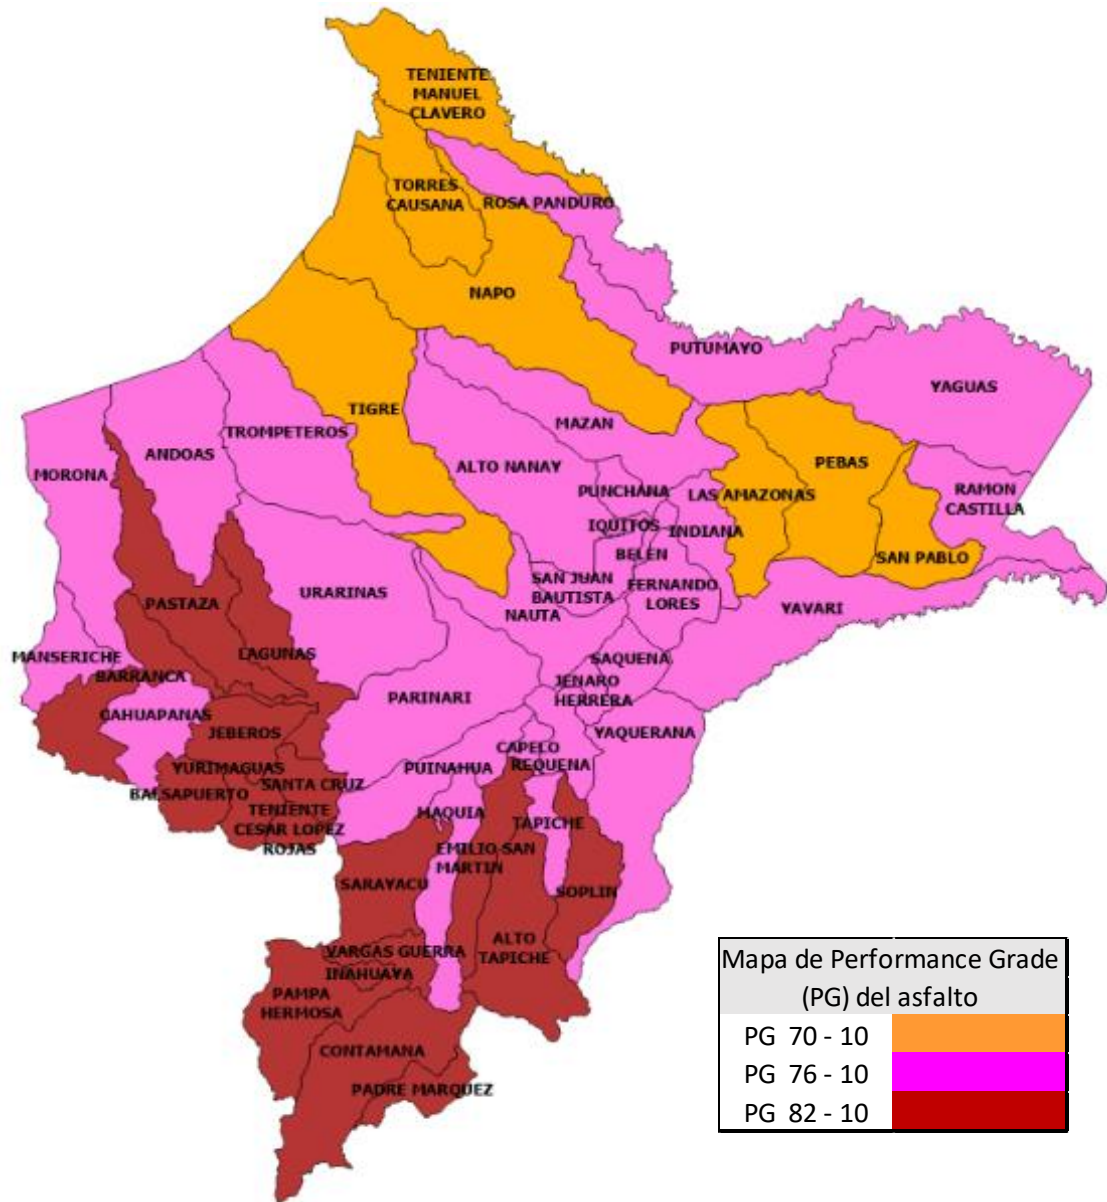 TENIENTE
MANUEL
CLAVERO
TORRES
CAUSANA
ROSA PANDURO
NAPO
PUTUMAYO
YAGUAS
TIGRE
MAZAN
TROMPETEROS
ANDOAS
ALTO NANAY
PEBAS
MORONA
PUNCHANA
LAS AMAZONAS
RAMON
CASTILLA
IQUITOS
INDIANA
BELEN
SAN PABLO
SAN JUAN
BAUTISTA
FERNANDO
LORES
URARINAS
PASTAZA
NAUTA
YAVARI
MANSERICHE
LAGUNAS
SAQUENA
BARRANCA
JENARO
HERRERA
PARINARI
CAHUAPANAS
JEBEROS
YAQUERANA
CAPELO
REQUENA
PUINAHUA
YURIMAGUAS
SANTA CRUZ
BALSAPUERTO
TENIENTE
CESAR LOPEZ
ROJAS
MAQUIA
TAPICHE
EMILIO SAN
MARTIN
SARAYACU
SOPLIN
ALTO
TAPICHE
VARGAS GUERRA
INAHUAYA
PAMPA
HERMOSA
CONTAMANA
PADRE MARQUEZ
Mapa de Performance Grade
(PG) del asfalto
PG 70 - 10
PG 76 - 10
PG 82 - 10